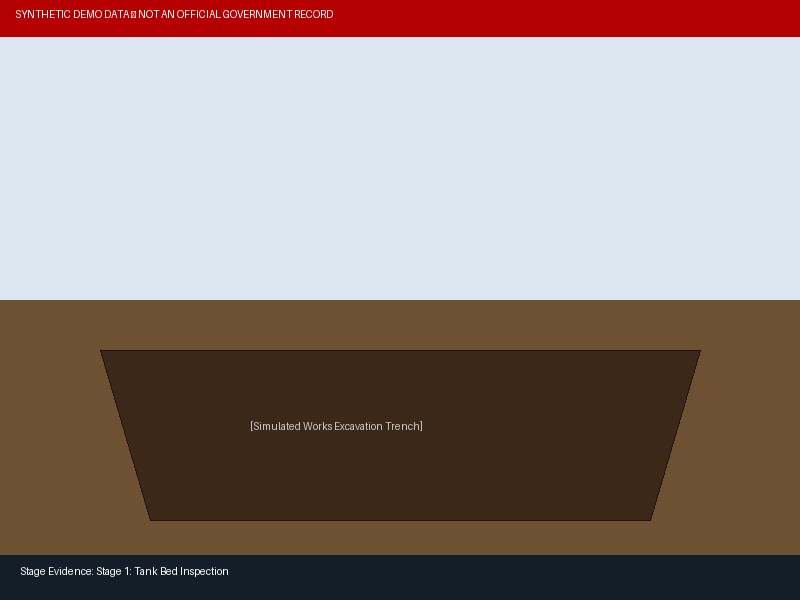 SYNTHETIC DEMO DATA NOT AN OFFICIAL GOVERNMENT RECORD
[Simulated Works Excavation Trench]
Stage Evidence: Stage 1: Tank Bed Inspection